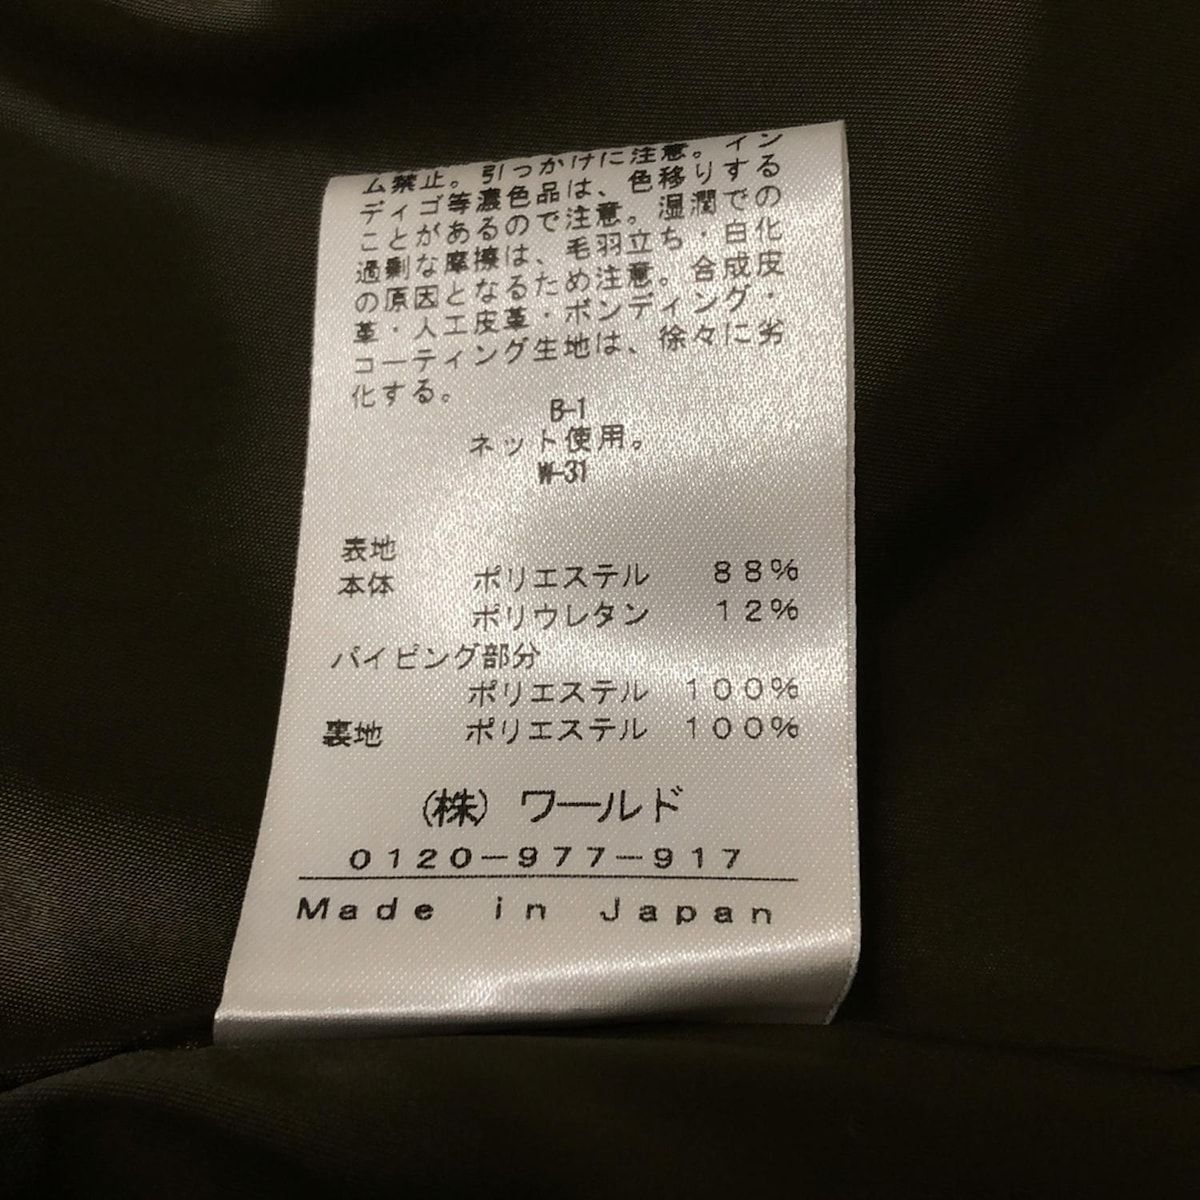 ム禁止。引っかけに注意。イン
ディゴ等濃色品は、色移りする
ことがあるので注意。湿潤での
過剰な摩擦は、毛羽立ち・白化
の原因となるため注意。合成皮
革・人工皮革・ボンディング・
コーティング生地は、徐々に劣
化する。
B-1
ネット使用。
W-31
表地
本体 ポリエステル 88%
ポリウレタン 12%
パイピング部分
ポリエステル 100%
裏地 ポリエステル 100%
(株) ワールド
0120-977-917
Made in Japan